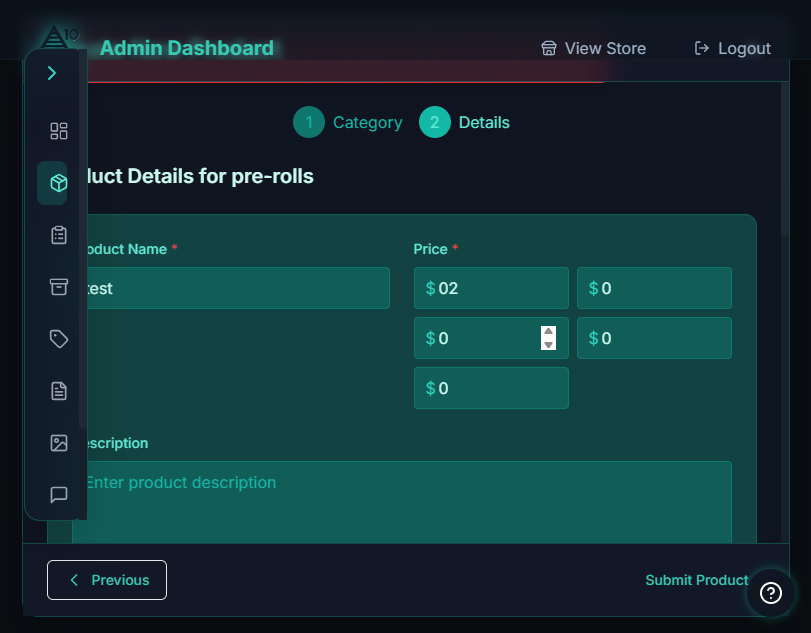 A10
Admin Dashboard
View Store
Logout
1 Category
2 Details
duct Details for pre-rolls
oduct Name *
Price *
test
$ 02
$ 0
$ 0
$ 0
$ 0
escription
Enter product description
Previous
Submit Product
?